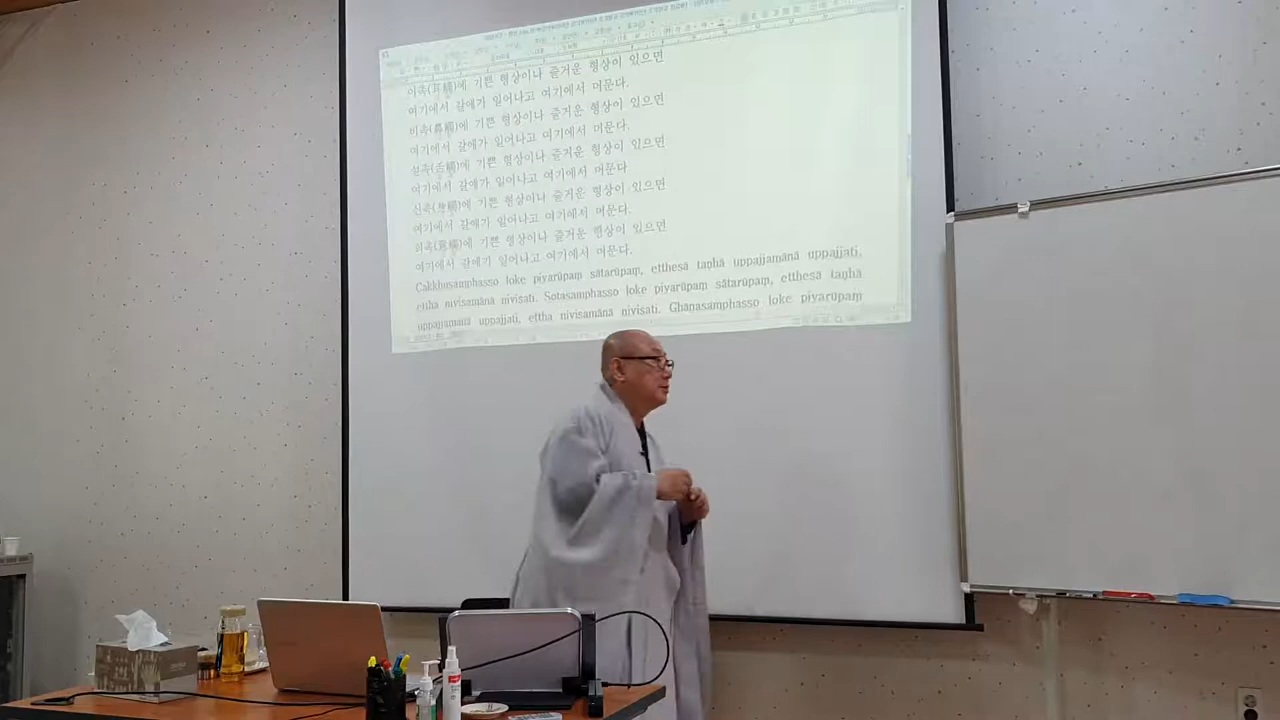 이촉(耳觸)에 기쁜 형상이나 즐거운 형상이 있으면
여기에서 갈애가 일어나고 여기에서 머문다.
비촉(鼻觸)에 기쁜 형상이나 즐거운 형상이 있으면
여기에서 갈애가 일어나고 여기에서 머문다.
설촉(舌觸)에 기쁜 형상이나 즐거운 형상이 있으면
여기에서 갈애가 일어나고 여기에서 머문다
신촉(身觸)에 기쁜 형상이나 즐거운 형상이 있으면
여기에서 갈애가 일어나고 여기에서 머문다.
의촉(意觸)에 기쁜 형상이나 즐거운 형상이 있으면
여기에서 갈애가 일어나고 여기에서 머문다.
Cakkhusamphasso loke piyarūpaṃ sātarūpaṃ, etthesā taṇhā uppajjamānā uppajjati,
ettha nivisamānā nivisati. Sotasamphasso loke piyarūpaṃ sātarūpaṃ, etthesā taṇhā
uppajjamānā uppajjati, ettha nivisamānā nivisati. Ghānasamphasso loke piyarūpaṃ